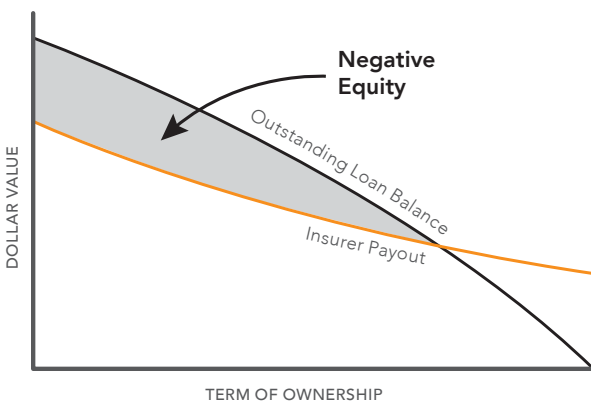 Negative
Equity
Outstanding Loan Balance
Insurer Payout
DOLLAR VALUE
TERM OF OWNERSHIP